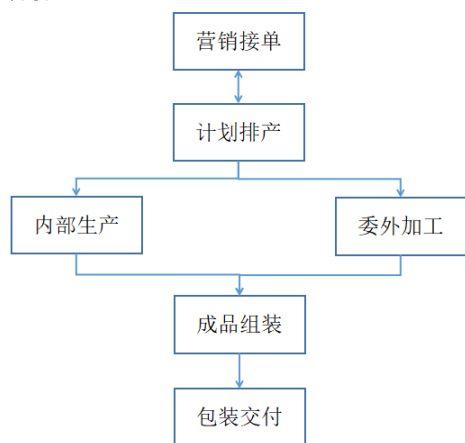 营销接单
计划排产
内部生产
委外加工
成品组装
包装交付